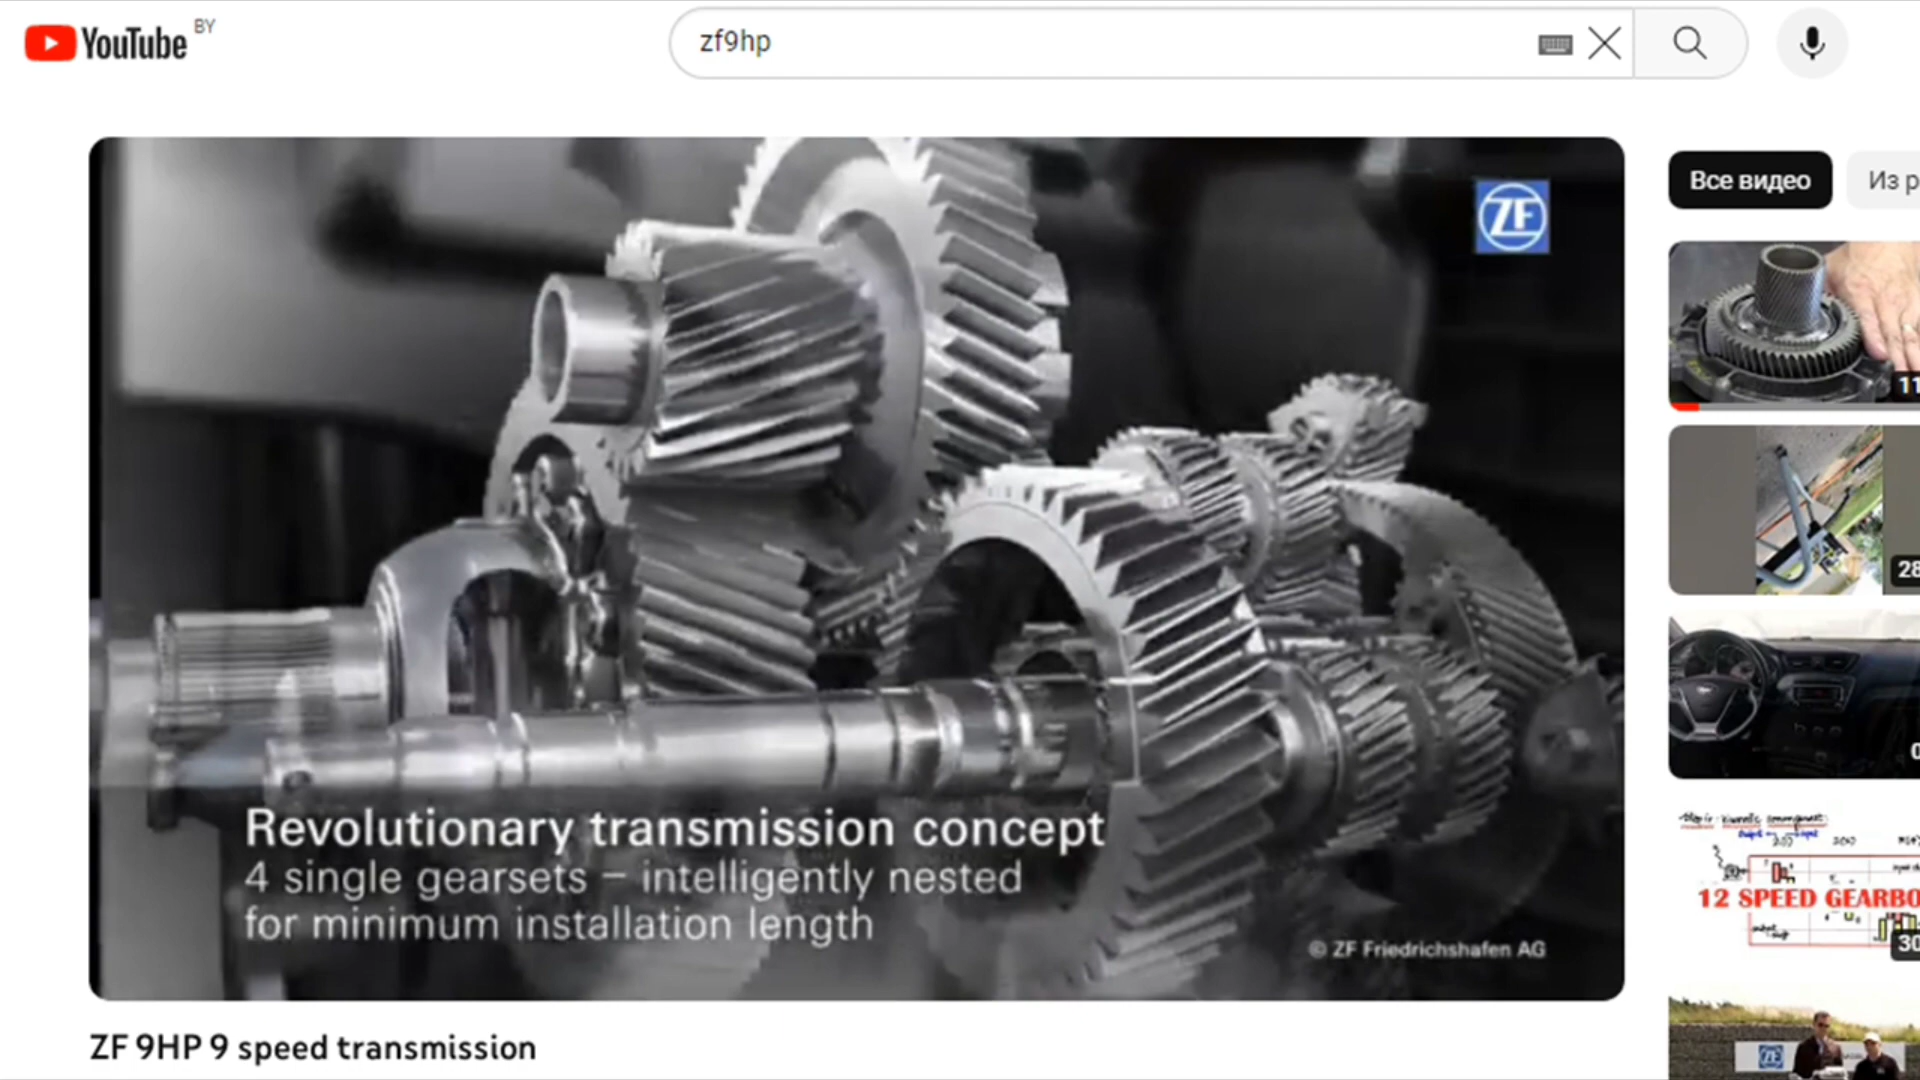 YouTube BY
zf9hp
ZF
Все видео
Из р
11
28
Revolutionary transmission concept
4 single gearsets – intelligently nested
for minimum installation length
© ZF Friedrichshafen AG
12 SPEED GEARBO
30
ZF
ZF 9HP 9 speed transmission